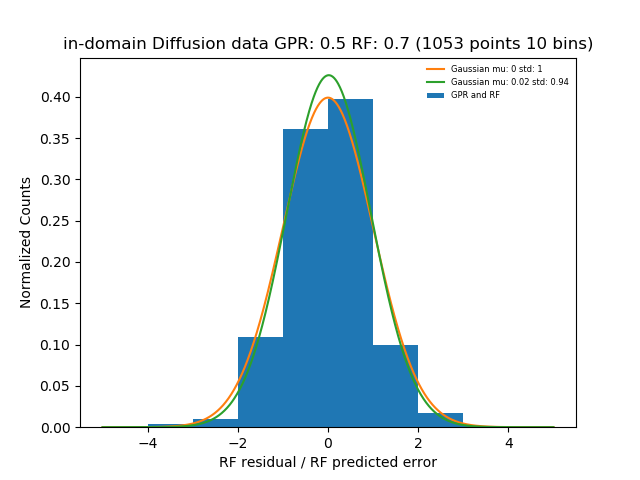 in-domain Diffusion data GPR: 0.5 RF: 0.7 (1053 points 10 bins)
Gaussian mu: 0 std: 1
Gaussian mu: 0.02 std: 0.94
GPR and RF
Normalized Counts
0.40
0.35
0.30
0.25
0.20
0.15
0.10
0.05
0.00
−4 −2 0 2 4
RF residual / RF predicted error